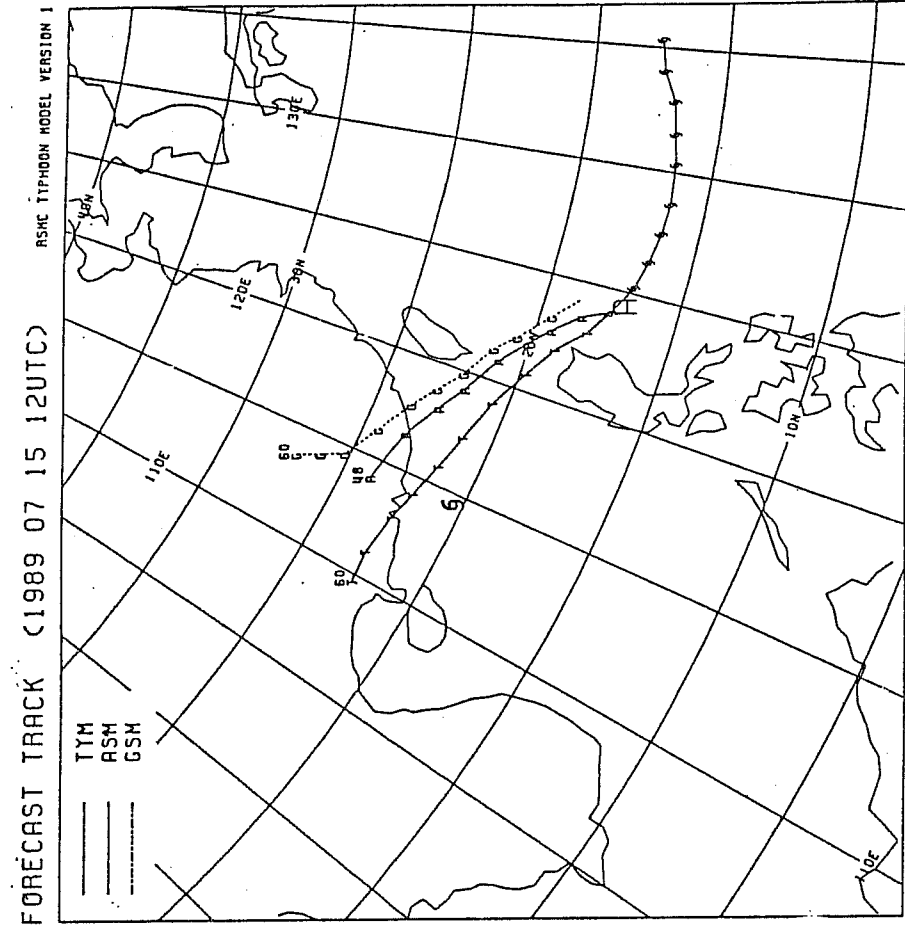 FORECAST TRACK (1989 07 15 12UTC)
ASMC TYPHOON MODEL VERSION 1
TYM
ASM
GSM
110E
120E
130E
40N
30N
20N
10N
110E
60
60
48
T
A
G
H